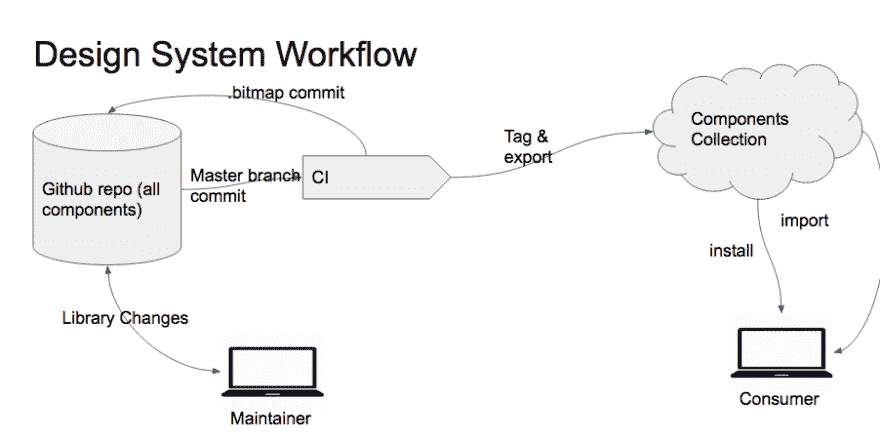 Design System Workflow
.bitmap commit
Tag &
export
Components
Collection
Master branch
commit
CI
Github repo (all
components)
import
install
Library Changes
Maintainer
Consumer